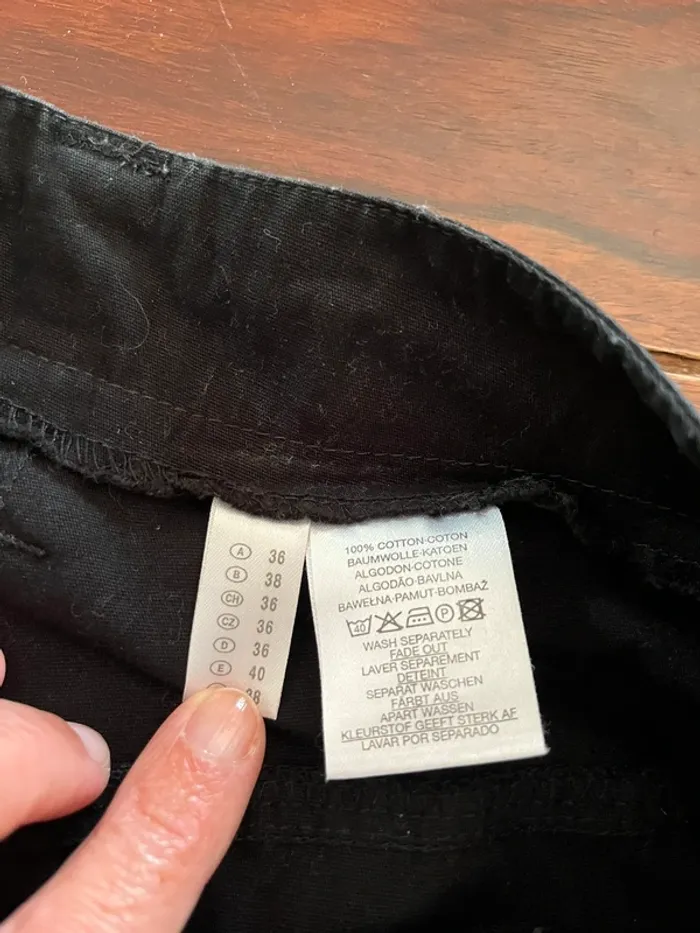 A 36
B 38
CH 36
CZ 36
D 36
E 40
38
100% COTTON·COTON
BAUMWOLLE·KATOEN
ALGODON·COTONE
ALGODÃO·BAVLNA
BAWEŁNA·PAMUT·BOMBAŽ
40 P
WASH SEPARATELY
FADE OUT
LAVER SEPAREMENT
DETEINT
SEPARAT WASCHEN
FÄRBT AUS
APART WASSEN
KLEURSTOF GEEFT STERK AF
LAVAR POR SEPARADO